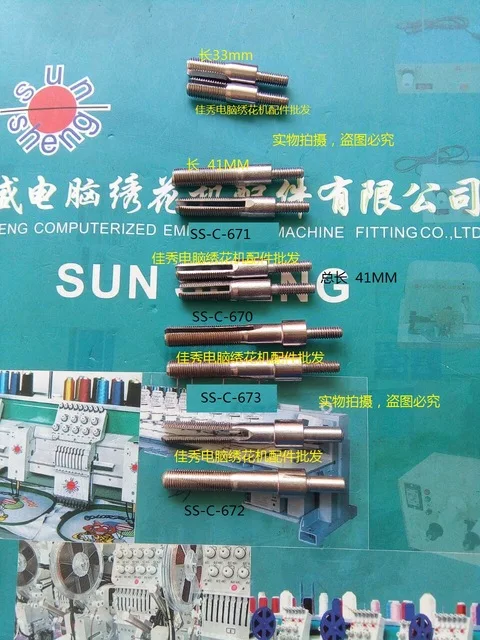 长33mm
sun
sheng
佳秀电脑绣花机配件批发
实物拍摄，盗图必究
长 41MM
威电脑绣花机配件有限公司
SS-C-671
ENG COMPUTERIZED EM MACHINE FITTING CO.,LTD
佳秀电脑绣花机配件批发
SUN NG
总长 41MM
SS-C-670
佳秀电脑绣花机配件批发
SS-C-673
实物拍摄，盗图必究
佳秀电脑绣花机配件批发
SS-C-672